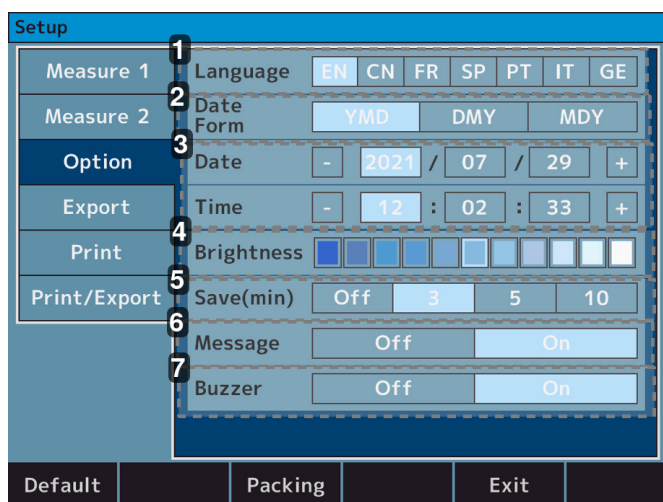 Setup
Measure 1
Measure 2
Option
Export
Print
Print/Export
1
Language EN CN FR SP PT IT GE
2
Date
Form YMD DMY MDY
3
Date - 2021 / 07 / 29 +
Time - 12 : 02 : 33 +
4
Brightness
5
Save(min) Off 3 5 10
6
Message Off On
7
Buzzer Off On
Default Packing Exit